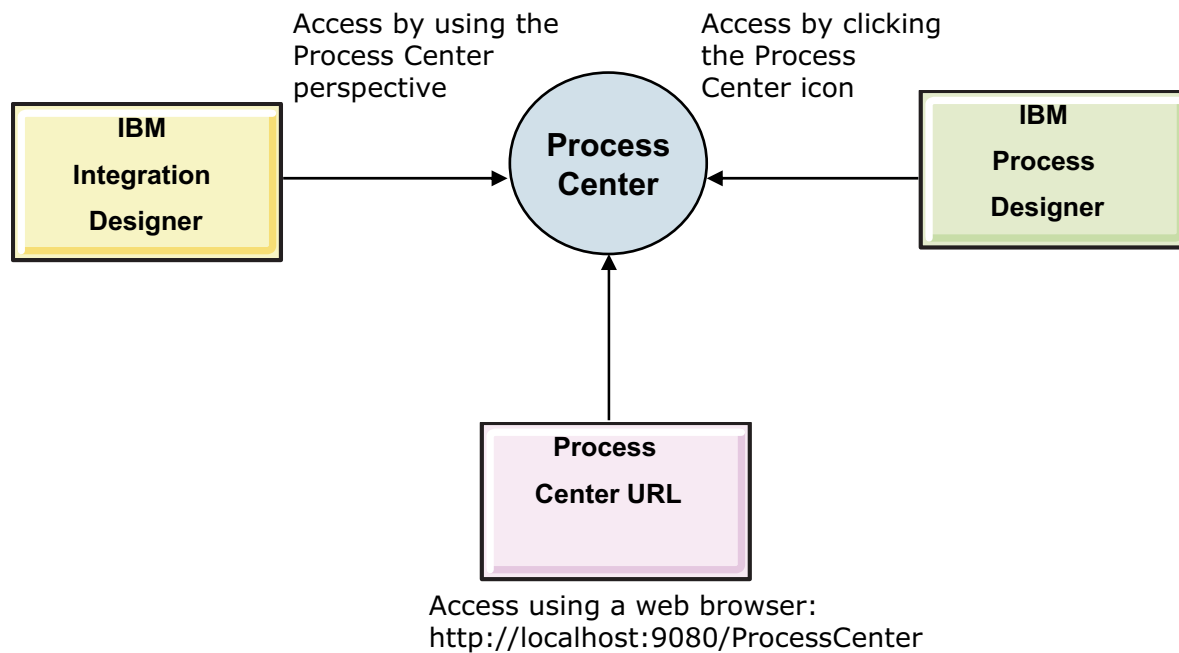 Access by using the
Process Center
perspective
Access by clicking
the Process
Center icon
IBM
Integration
Designer
Process
Center
IBM
Process
Designer
Process
Center URL
Access using a web browser:
http://localhost:9080/ProcessCenter